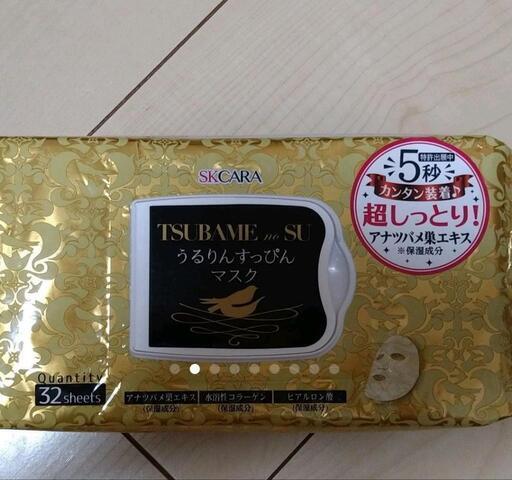 SKCARA
TSUBAME no SU
うるりんすっぴん
マスク
特許出願中
5秒
カンタン装着♪
超しっとり!
アナツバメ巣エキス
※保湿成分
Quantity
32 sheets
アナツバメ巣エキス
(保湿成分)
水溶性コラーゲン
(保湿成分)
ヒアルロン酸
(保湿成分)